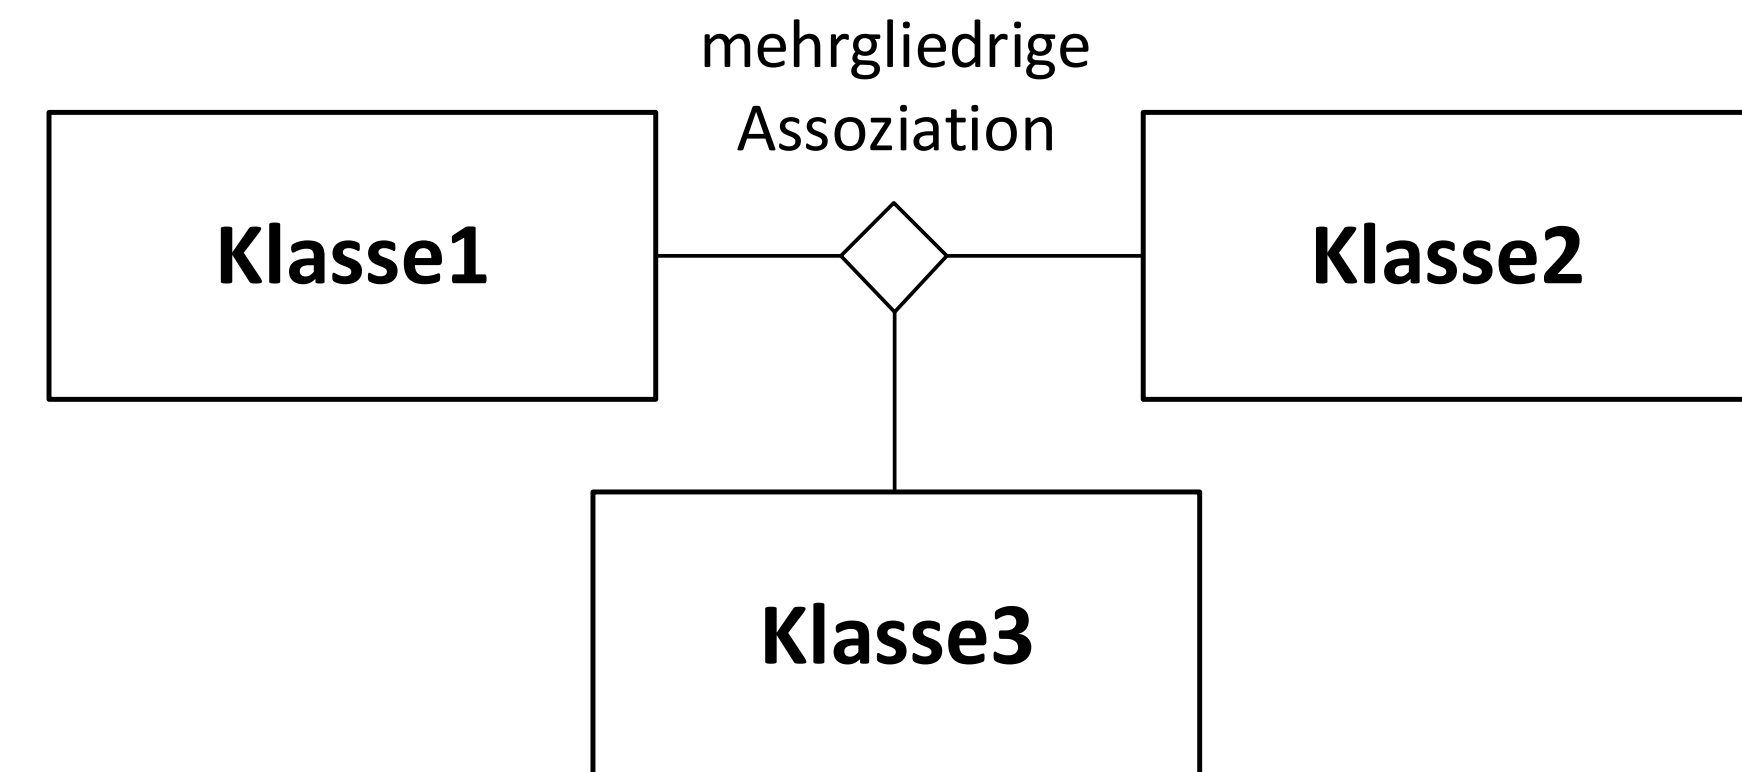 mehrgliedrige
Assoziation
Klasse1
Klasse2
Klasse3